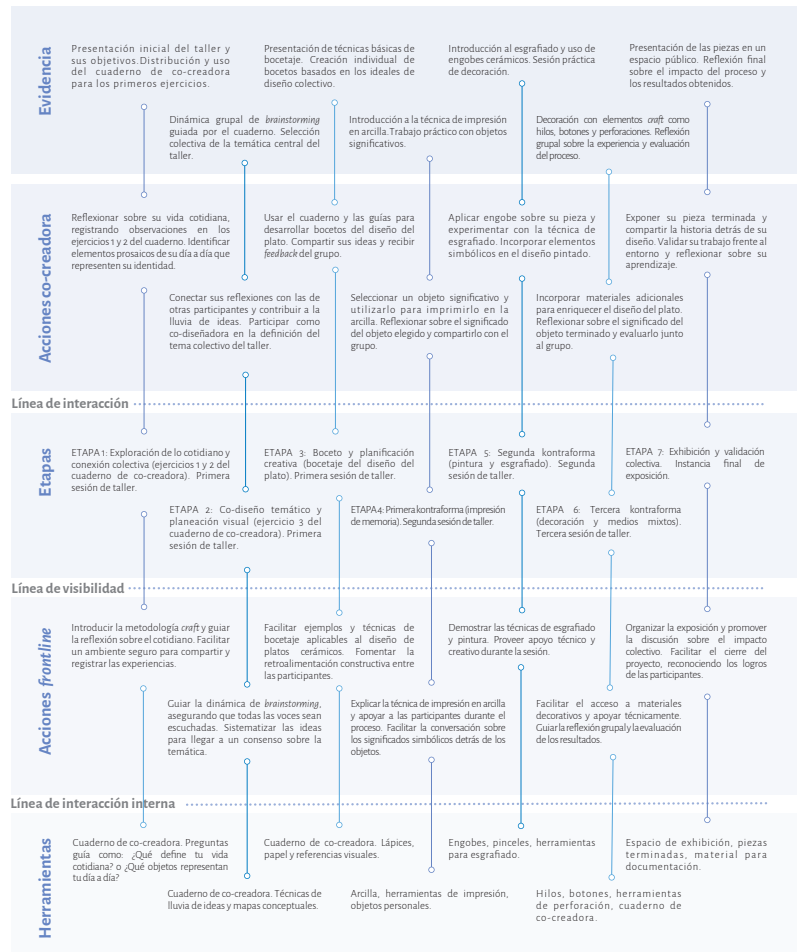 Evidencia
Presentación inicial del taller y
sus objetivos.Distribución y uso
del cuaderno de co-creadora
para los primeros ejercicios.
Dinámica grupal de brainstorming
guiada por el cuaderno. Selección
colectiva de la temática central del
taller.
Presentación de técnicas básicas de
bocetaje. Creación individual de
bocetos basados en los ideales de
diseño colectivo.
Introducción a la técnica de impresión
en arcilla.Trabajo práctico con objetos
significativos.
Introducción al esgrafiado y uso de
engobes cerámicos. Sesión práctica
de decoración.
Decoración con elementos craft como
hilos, botones y perforaciones. Reflexión
grupal sobre la experiencia y evaluación
del proceso.
Presentación de las piezas en un
espacio público. Reflexión final
sobre el impacto del proceso y
los resultados obtenidos.
Acciones co-creadora
Reflexionar sobre su vida cotidiana,
registrando observaciones en los
ejercicios 1 y 2 del cuaderno. Identificar
elementos prosaicos de su día a día que
representen su identidad.
Conectar sus reflexiones con las de
otras participantes y contribuir a la
lluvia de ideas. Participar como
co-diseñadora en la definición del
tema colectivo del taller.
Usar el cuaderno y las guías para
desarrollar bocetos del diseño del
plato. Compartir sus ideas y recibir
feedback del grupo.
Seleccionar un objeto significativo y
utilizarlo para imprimirlo en la
arcilla. Reflexionar sobre el significado
del objeto elegido y compartirlo con el
grupo.
Aplicar engobe sobre su pieza y
experimentar con la técnica de
esgrafiado. Incorporar elementos
simbólicos en el diseño pintado.
Incorporar materiales adicionales
para enriquecer el diseño del plato.
Reflexionar sobre el significado del
objeto terminado y evaluarlo junto
al grupo.
Exponer su pieza terminada y
compartir la historia detrás de su
diseño. Validar su trabajo frente al
entorno y reflexionar sobre su
aprendizaje.
Línea de interacción
Etapas
ETAPA 1: Exploración de lo cotidiano y
conexión colectiva (ejercicios 1 y 2 del
cuaderno de co-creadora). Primera
sesión de taller.
ETAPA 2: Co-diseño temático y
planeación visual (ejercicio 3 del
cuaderno de co-creadora). Primera
sesión de taller.
ETAPA 3: Boceto y planificación
creativa (bocetaje del diseño del
plato). Primera sesión de taller.
ETAPA 4: Primera kontraforma (impresión
de memoria). Segunda sesión de taller.
ETAPA 5: Segunda kontraforma
(pintura y esgrafiado). Segunda
sesión de taller.
ETAPA 6: Tercera kontraforma
(decoración y medios mixtos).
Tercera sesión de taller.
ETAPA 7: Exhibición y validación
colectiva. Instancia final de
exposición.
Línea de visibilidad
Acciones frontline
Introducir la metodología craft y guiar
la reflexión sobre el cotidiano. Facilitar
un ambiente seguro para compartir y
registrar las experiencias.
Guiar la dinámica de brainstorming,
asegurando que todas las voces sean
escuchadas. Sistematizar las ideas
para llegar a un consenso sobre la
temática.
Facilitar ejemplos y técnicas de
bocetaje aplicables al diseño de
platos cerámicos. Fomentar la
retroalimentación constructiva entre
las participantes.
Explicar la técnica de impresión en arcilla
y apoyar a las participantes durante el
proceso. Facilitar la conversación sobre
los significados simbólicos detrás de los
objetos.
Demostrar las técnicas de esgrafiado
y pintura. Proveer apoyo técnico y
creativo durante la sesión.
Facilitar el acceso a materiales
decorativos y apoyar técnicamente.
Guiar la reflexión grupal y la evaluación
de los resultados.
Organizar la exposición y promover
la discusión sobre el impacto
colectivo. Facilitar el cierre del
proyecto, reconociendo los logros
de las participantes.
Línea de interacción interna
Herramientas
Cuaderno de co-creadora. Preguntas
guía como: ¿Qué define tu vida
cotidiana? o ¿Qué objetos representan
tu día a día?
Cuaderno de co-creadora. Técnicas de
lluvia de ideas y mapas conceptuales.
Cuaderno de co-creadora. Lápices,
papel y referencias visuales.
Arcilla, herramientas de impresión,
objetos personales.
Engobes, pinceles, herramientas
para esgrafiado.
Hilos, botones, herramientas
de perforación, cuaderno de
co-creadora.
Espacio de exhibición, piezas
terminadas, material para
documentación.